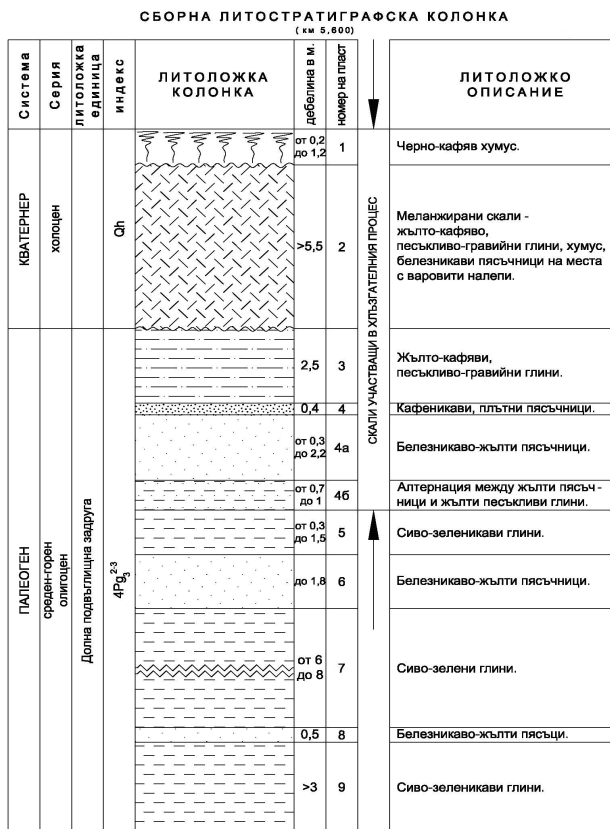 СБОРНА ЛИТОСТРАТИГРАФСКА КОЛОНКА
( км 5,600)
Система
Серия
литоложка
единица
индекс
ЛИТОЛОЖКА
КОЛОНКА
дебелина в м.
номер на пласт
ЛИТОЛОЖКО
ОПИСАНИЕ
КВАТЕРНЕР
холоцен
Qh
СКАЛИ УЧАСТВАЩИ В ХЛЪЗГАТЕЛНИЯ ПРОЦЕС
от 0,2
до 1,2
1
Черно-кафяв хумус.
>5,5
2
Меланжирани скали -
жълто-кафяво,
песъкливо-гравийни глини, хумус,
белезникави пясъчници на места
с варовити налепи.
ПАЛЕОГЕН
среден-горен
олигоцен
Долна подвъглищна задруга
4Pg₃²⁻³
2,5
3
Жълто-кафяви,
песъкливо-гравийни глини.
0,4
4
Кафеникави, плътни пясъчници.
от 0,3
до 2,2
4а
Белезникаво-жълти пясъчници.
от 0,7
до 1
4б
Алтернация между жълти пясъч -
ници и жълти песъкливи глини.
от 0,3
до 1,5
5
Сиво-зеленикави глини.
до 1,8
6
Белезникаво-жълти пясъчници.
от 6
до 8
7
Сиво-зелени глини.
0,5
8
Белезникаво-жълти пясъци.
>3
9
Сиво-зеленикави глини.